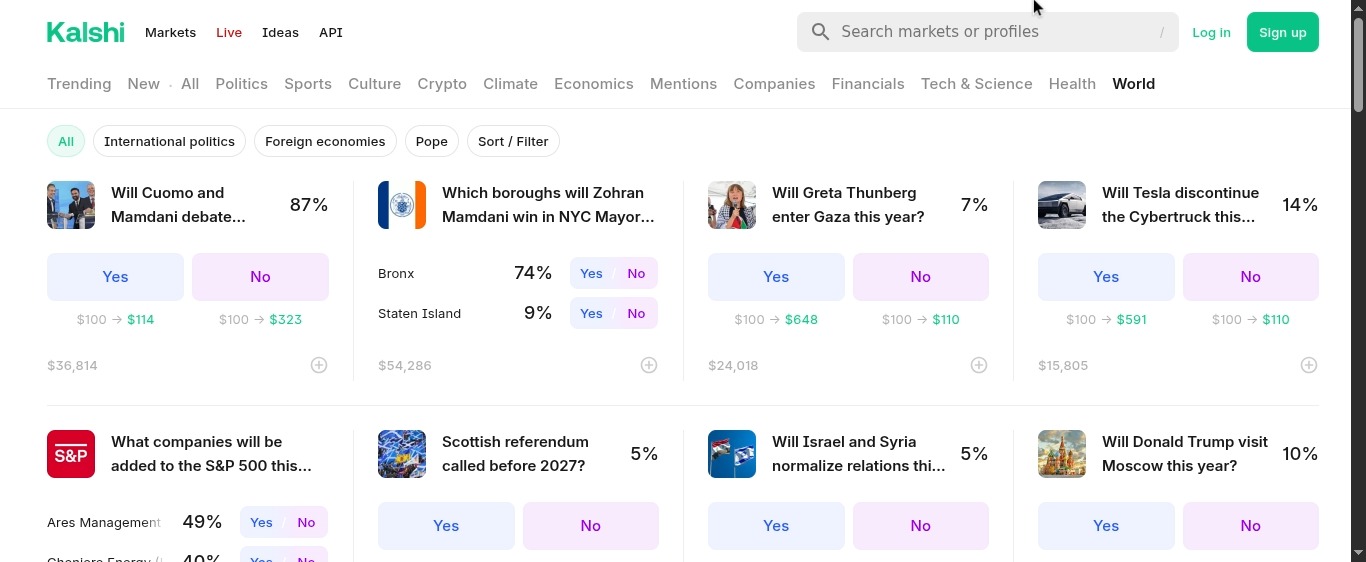 Kalshi Markets Live Ideas API Search markets or profiles / Log in Sign up
Trending New · All Politics Sports Culture Crypto Climate Economics Mentions Companies Financials Tech & Science Health World
All International politics Foreign economies Pope Sort / Filter
Will Cuomo and
Mamdani debate...
87%
Yes No
$100 → $114 $100 → $323
$36,814
Which boroughs will Zohran
Mamdani win in NYC Mayor...
Bronx 74% Yes / No
Staten Island 9% Yes / No
$54,286
Will Greta Thunberg
enter Gaza this year?
7%
Yes No
$100 → $648 $100 → $110
$24,018
Will Tesla discontinue
the Cybertruck this...
14%
Yes No
$100 → $591 $100 → $110
$15,805
S&P
What companies will be
added to the S&P 500 this...
Ares Management 49% Yes / No
Cheniere Energy 40% Yes / No
Scottish referendum
called before 2027?
5%
Yes No
Will Israel and Syria
normalize relations thi...
5%
Yes No
Will Donald Trump visit
Moscow this year?
10%
Yes No